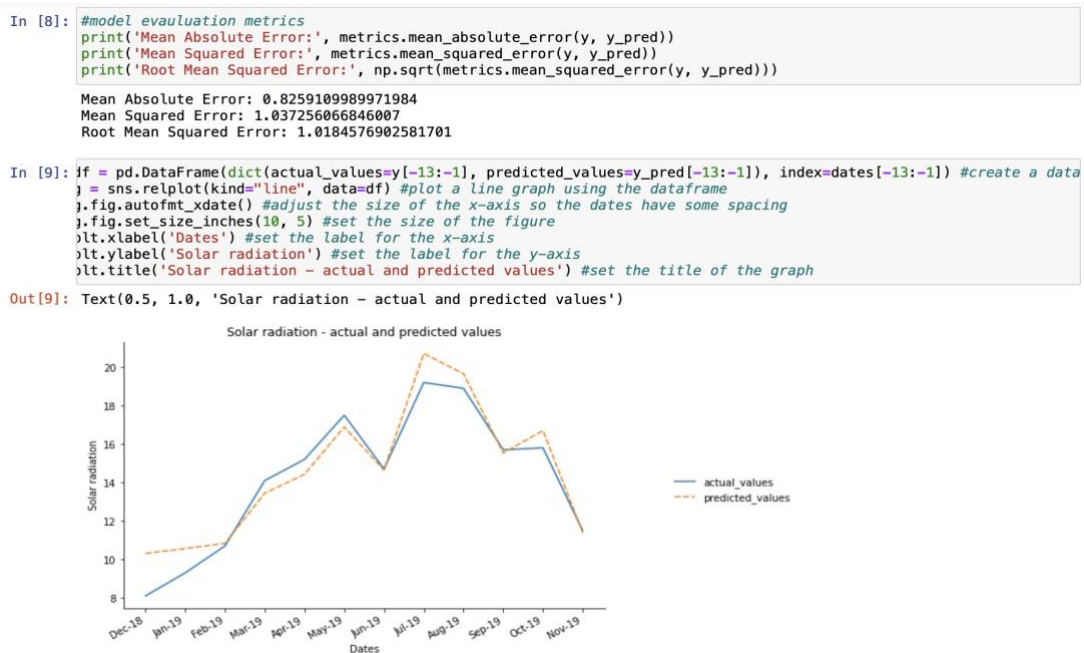 In [8]: #model evauluation metrics
print('Mean Absolute Error:', metrics.mean_absolute_error(y, y_pred))
print('Mean Squared Error:', metrics.mean_squared_error(y, y_pred))
print('Root Mean Squared Error:', np.sqrt(metrics.mean_squared_error(y, y_pred)))
Mean Absolute Error: 0.8259109989971984
Mean Squared Error: 1.037256066846007
Root Mean Squared Error: 1.0184576902581701
In [9]: df = pd.DataFrame(dict(actual_values=y[-13:-1], predicted_values=y_pred[-13:-1]), index=dates[-13:-1]) #create a data
g = sns.relplot(kind="line", data=df) #plot a line graph using the dataframe
g.fig.autofmt_xdate() #adjust the size of the x-axis so the dates have some spacing
g.fig.set_size_inches(10, 5) #set the size of the figure
plt.xlabel('Dates') #set the label for the x-axis
plt.ylabel('Solar radiation') #set the label for the y-axis
plt.title('Solar radiation - actual and predicted values') #set the title of the graph
Out[9]: Text(0.5, 1.0, 'Solar radiation - actual and predicted values')
Solar radiation - actual and predicted values
20
18
16
14
12
10
8
Solar radiation
actual_values
predicted_values
Dec-18 Jan-19 Feb-19 Mar-19 Apr-19 May-19 Jun-19 Jul-19 Aug-19 Sep-19 Oct-19 Nov-19
Dates